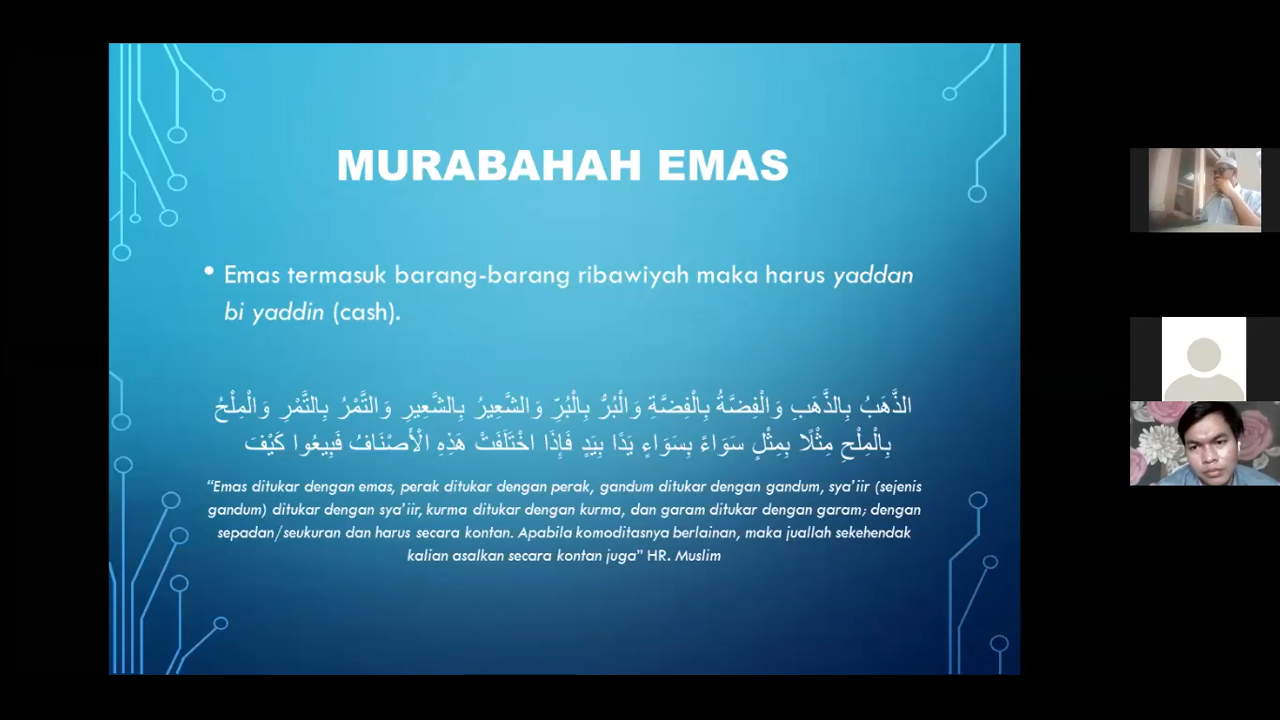 MURABAHAH EMAS
• Emas termasuk barang-barang ribawiyah maka harus yaddan
bi yaddin (cash).
الذَّهَبُ بِالذَّهَبِ وَالْفِضَّةُ بِالْفِضَّةِ وَالْبُرُّ بِالْبُرِّ وَالشَّعِيرُ بِالشَّعِيرِ وَالتَّمْرُ بِالتَّمْرِ وَالْمِلْحُ
بِالْمِلْحِ مِثْلًا بِمِثْلٍ سَوَاءً بِسَوَاءٍ يَدًا بِيَدٍ فَإِذَا اخْتَلَفَتْ هَذِهِ الْأَصْنَافُ فَبِيعُوا كَيْفَ
“Emas ditukar dengan emas, perak ditukar dengan perak, gandum ditukar dengan gandum, sya’iir (sejenis
gandum) ditukar dengan sya’iir, kurma ditukar dengan kurma, dan garam ditukar dengan garam; dengan
sepadan/seukuran dan harus secara kontan. Apabila komoditasnya berlainan, maka juallah sekehendak
kalian asalkan secara kontan juga” HR. Muslim